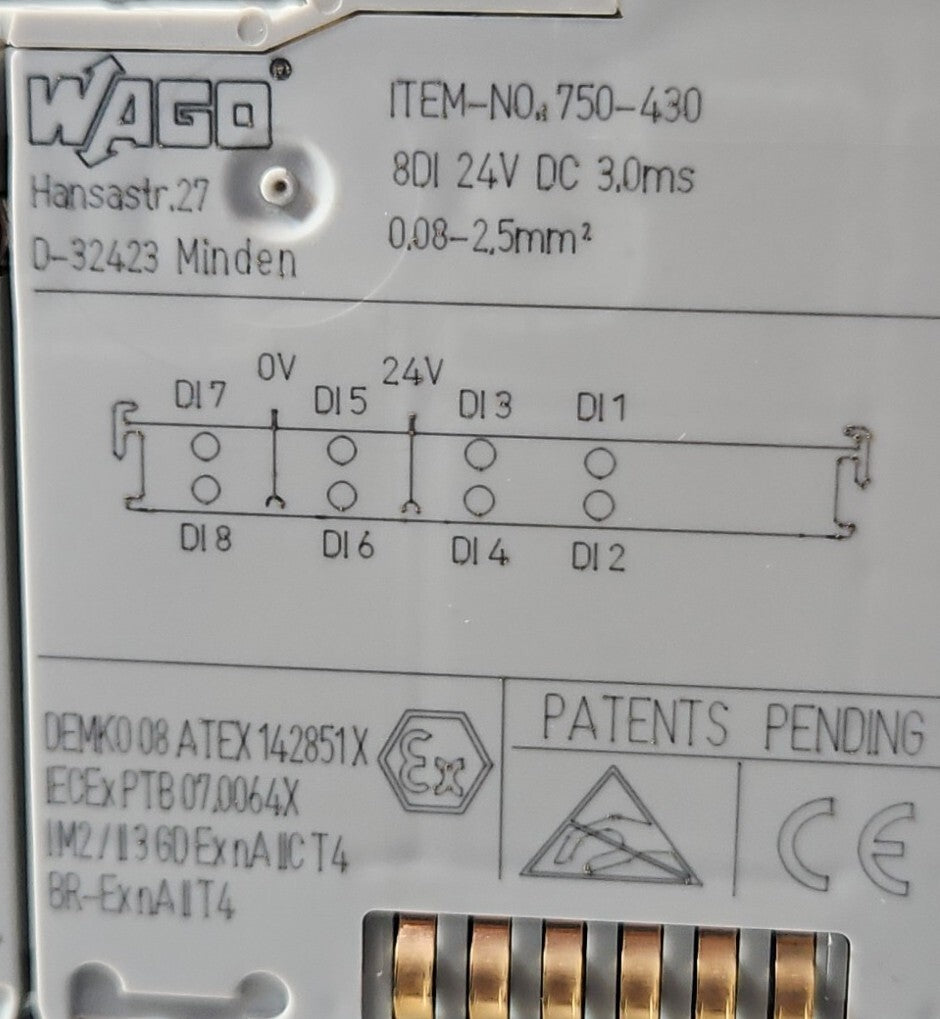 WAGO®
Hansastr.27
D-32423 Minden
ITEM-NO.:750-430
8DI 24V DC 3.0ms
0.08-2.5mm²
DI 7 0V DI 5 24V DI 3 DI 1
DI 8 DI 6 DI 4 DI 2
DEMKO 08 ATEX 142851X
IECEx PTB 07.0064X
I M2 / II 3 GD Ex nA IIC T4
BR-Ex nA II T4
Ex
PATENTS PENDING
CE